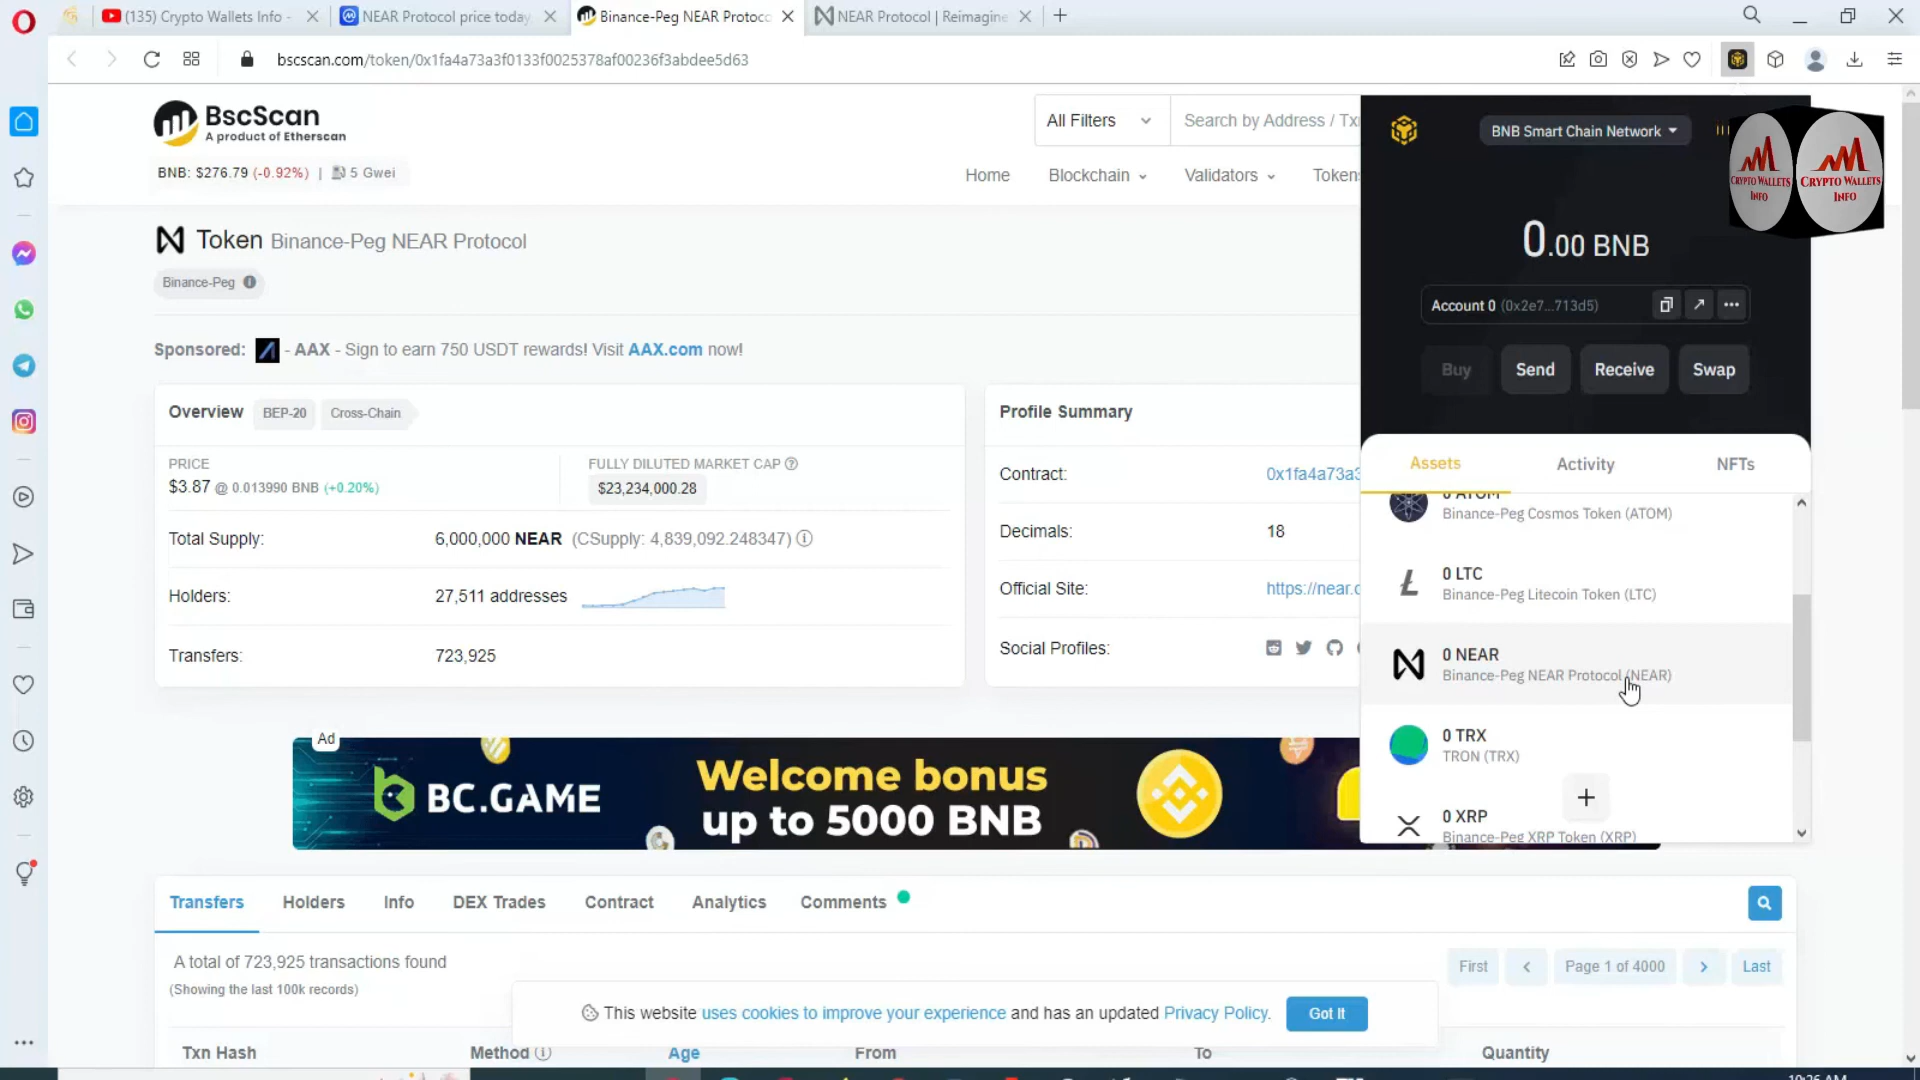 (135) Crypto Wallets Info -
NEAR Protocol price today,
Binance-Peg NEAR Protoco
NEAR Protocol | Reimagine
bscscan.com/token/0x1fa4a73a3f0133f0025378af00236f3abdee5d63
BscScan
A product of Etherscan
All Filters
Search by Address / Tx
BNB: $276.79 (-0.92%) | 5 Gwei
Home
Blockchain
Validators
Token
Token Binance-Peg NEAR Protocol
Binance-Peg
Sponsored: - AAX - Sign to earn 750 USDT rewards! Visit AAX.com now!
Overview
BEP-20
Cross-Chain
PRICE
$3.87 @ 0.013990 BNB (+0.20%)
FULLY DILUTED MARKET CAP
$23,234,000.28
Total Supply:
6,000,000 NEAR (CSupply: 4,839,092.248347)
Holders:
27,511 addresses
Transfers:
723,925
Profile Summary
Contract:
0x1fa4a73a3
Decimals:
18
Official Site:
https://near.o
Social Profiles:
BNB Smart Chain Network
CRYPTO WALLETS
INFO
CRYPTO WALLETS
INFO
0.00 BNB
Account 0 (0x2e7...713d5)
Buy
Send
Receive
Swap
Assets
Activity
NFTs
0 ATOM
Binance-Peg Cosmos Token (ATOM)
0 LTC
Binance-Peg Litecoin Token (LTC)
0 NEAR
Binance-Peg NEAR Protocol (NEAR)
0 TRX
TRON (TRX)
0 XRP
Binance-Peg XRP Token (XRP)
Ad
BC.GAME
Welcome bonus
up to 5000 BNB
Transfers
Holders
Info
DEX Trades
Contract
Analytics
Comments
A total of 723,925 transactions found
(Showing the last 100k records)
First
Page 1 of 4000
Last
This website uses cookies to improve your experience and has an updated Privacy Policy.
Got It
Txn Hash
Method
Age
From
To
Quantity
10:26 AM